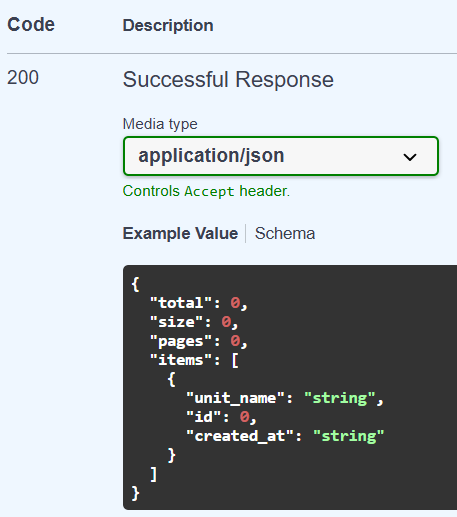 Code Description
200 Successful Response
Media type
application/json
Controls Accept header.
Example Value Schema
{
  "total": 0,
  "size": 0,
  "pages": 0,
  "items": [
    {
      "unit_name": "string",
      "id": 0,
      "created_at": "string"
    }
  ]
}